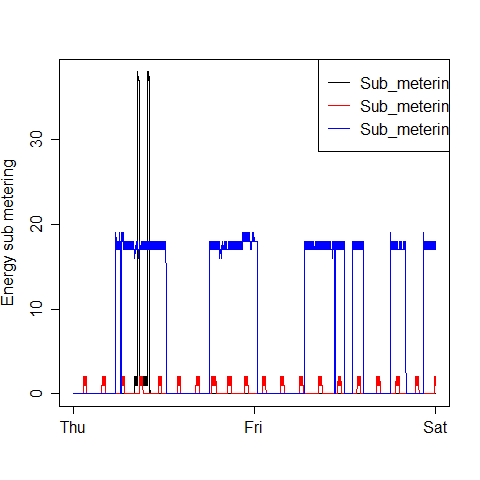 Sub_meterin
Sub_meterin
Sub_meterin
Energy sub metering
30
20
10
0
Thu
Fri
Sat